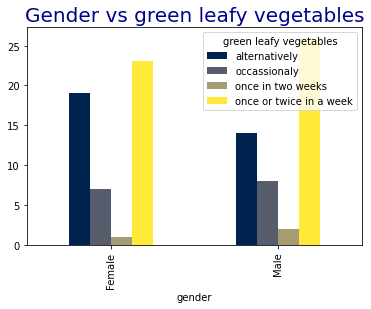 Gender vs green leafy vegetables
green leafy vegetables
alternatively
occassionaly
once in two weeks
once or twice in a week
25
20
15
10
5
0
Female
Male
gender